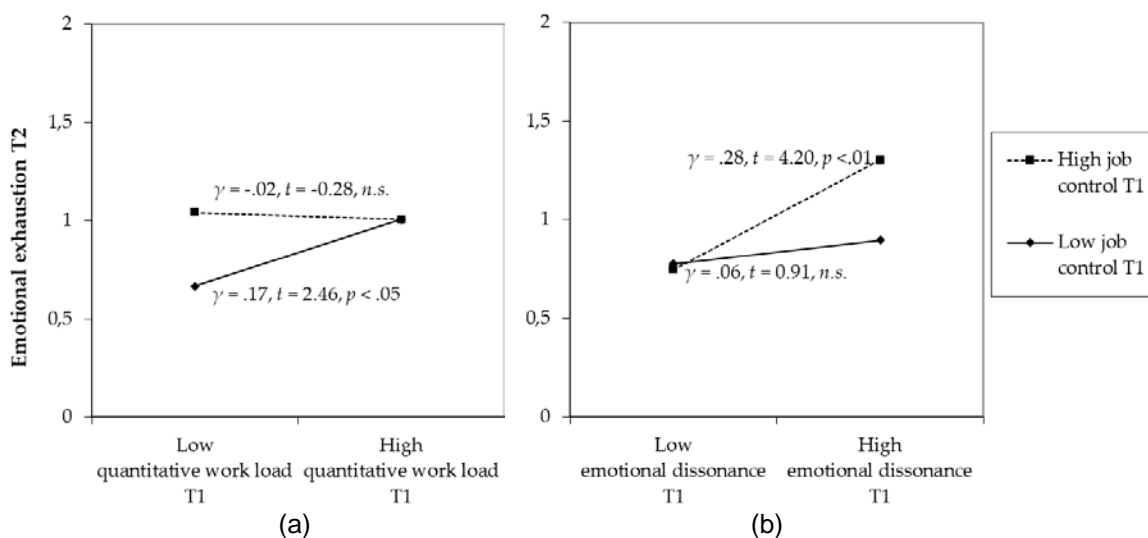 2
1,5
1
0,5
0
Emotional exhaustion T2
γ = -.02, t = -0.28, n.s.
γ = .17, t = 2.46, p < .05
Low
quantitative work load
T1
High
quantitative work load
T1
(a)
2
1,5
1
0,5
0
γ = .28, t = 4.20, p <.01
γ = .06, t = 0.91, n.s.
Low
emotional dissonance
T1
High
emotional dissonance
T1
(b)
High job
control T1
Low job
control T1